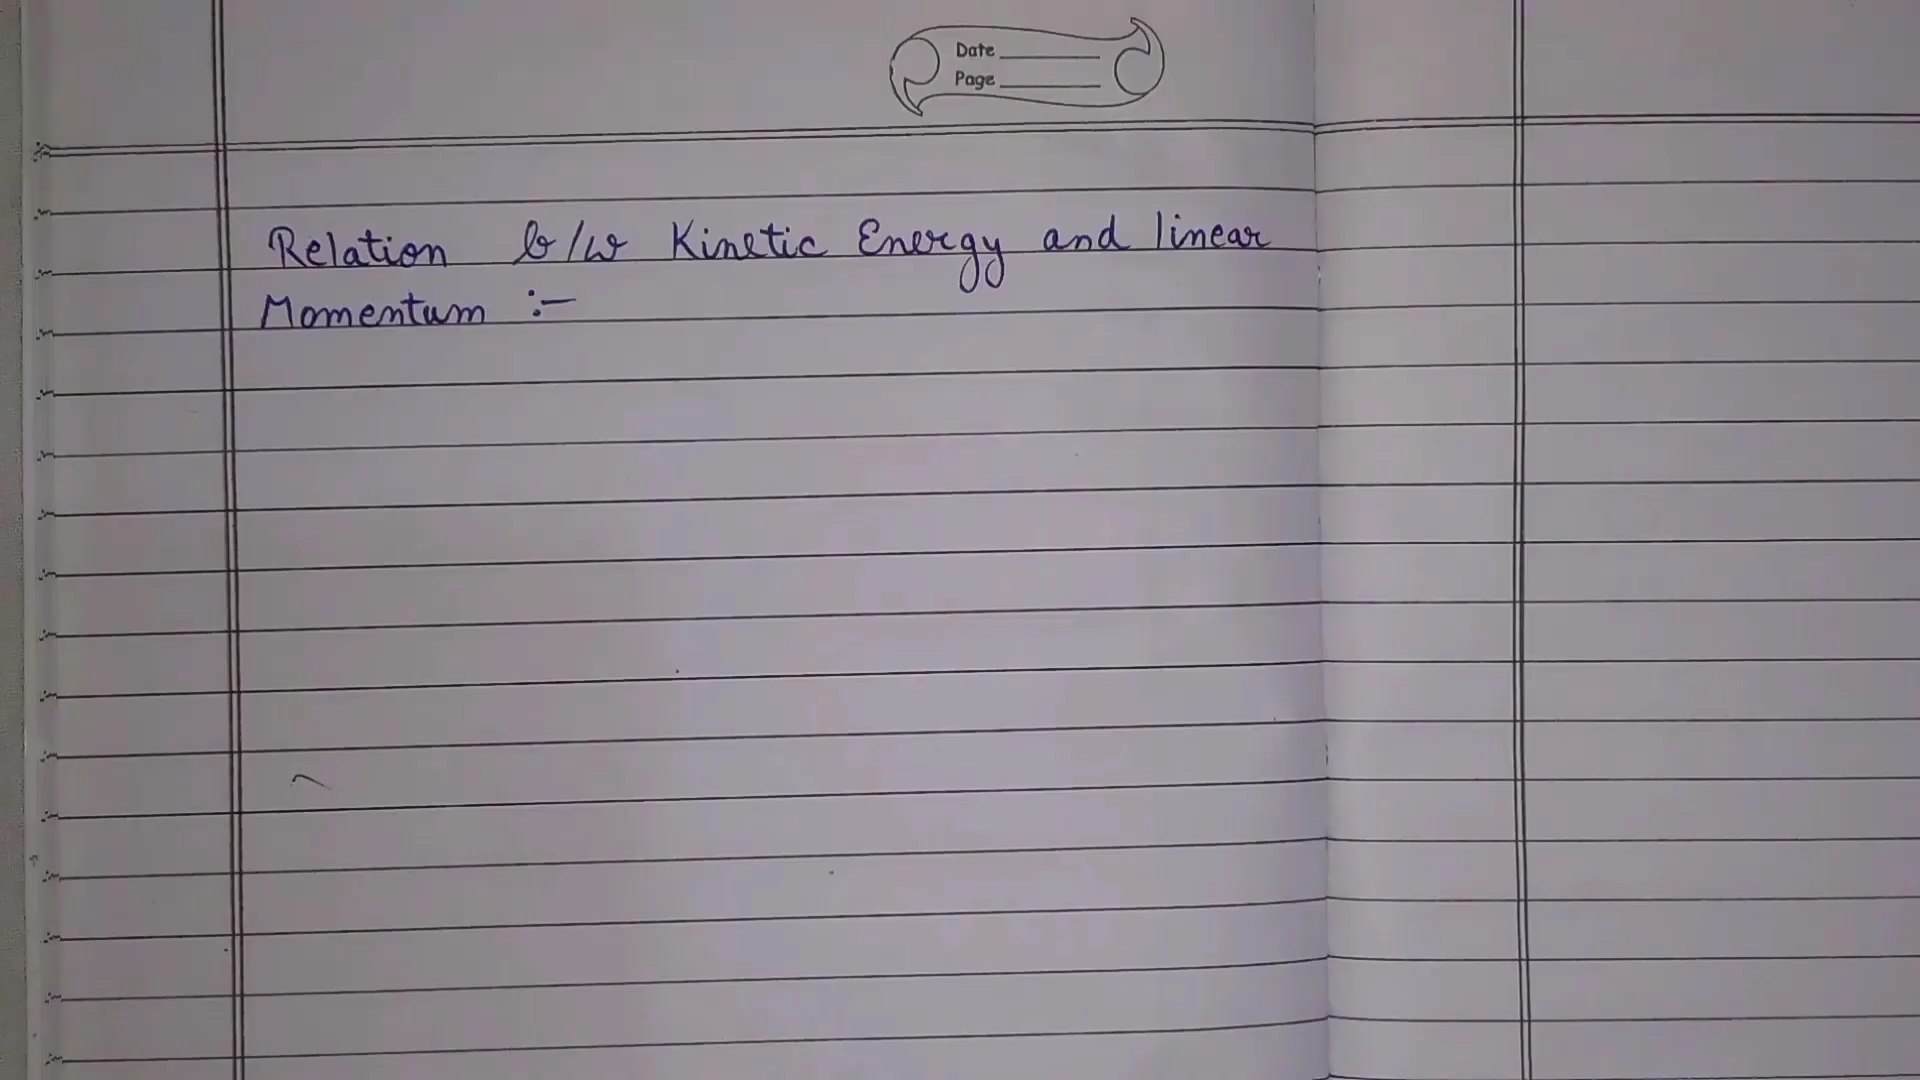 Date
Page
Relation b/w Kinetic Energy and linear
Momentum :-